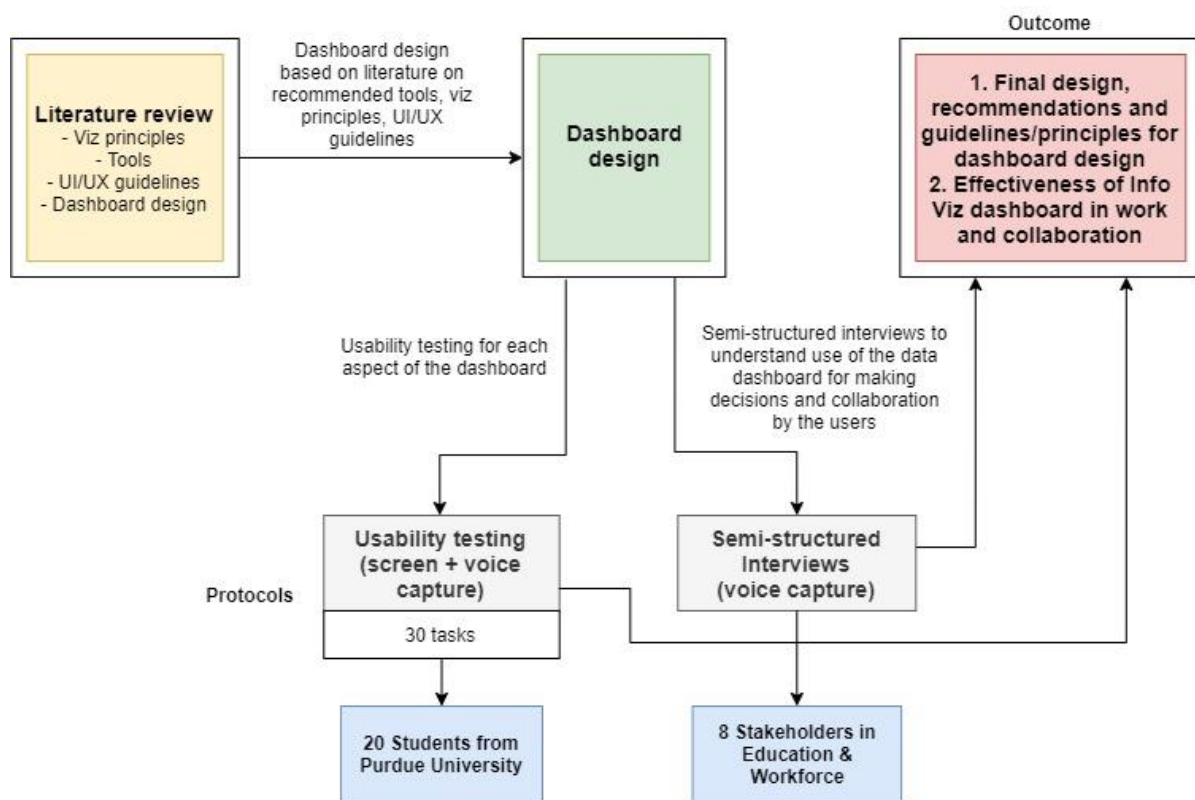 Outcome
Literature review
- Viz principles
- Tools
- UI/UX guidelines
- Dashboard design
Dashboard design
based on literature on
recommended tools, viz
principles, UI/UX
guidelines
Dashboard
design
1. Final design,
recommendations and
guidelines/principles for
dashboard design
2. Effectiveness of Info
Viz dashboard in work
and collaboration
Usability testing for each
aspect of the dashboard
Semi-structured interviews to
understand use of the data
dashboard for making
decisions and collaboration
by the users
Protocols
Usability testing
(screen + voice
capture)
30 tasks
Semi-structured
Interviews
(voice capture)
20 Students from
Purdue University
8 Stakeholders in
Education &
Workforce